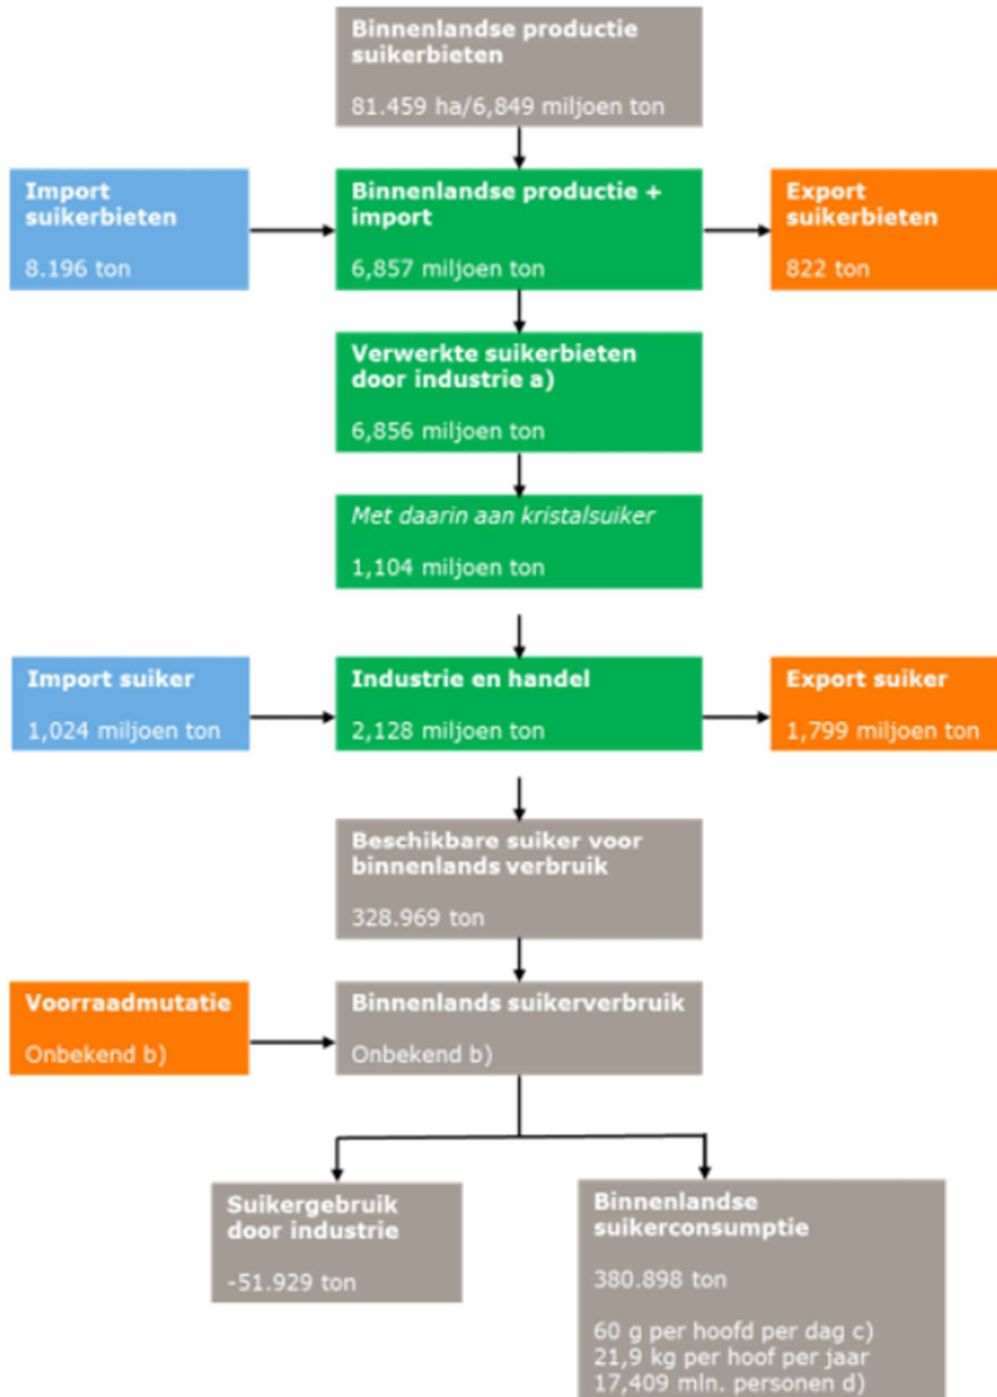 Binnenlandse productie
suikerbieten
81.459 ha/6,849 miljoen ton
Import
suikerbieten
8.196 ton
Binnenlandse productie +
import
6,857 miljoen ton
Export
suikerbieten
822 ton
Verwerkte suikerbieten
door industrie a)
6,856 miljoen ton
Met daarin aan kristalsuiker
1,104 miljoen ton
Import suiker
1,024 miljoen ton
Industrie en handel
2,128 miljoen ton
Export suiker
1,799 miljoen ton
Beschikbare suiker voor
binnenlands verbruik
328.969 ton
Voorraadmutatie
Onbekend b)
Binnenlands suikerverbruik
Onbekend b)
Suikergebruik
door industrie
-51.929 ton
Binnenlandse
suikerconsumptie
380.898 ton
60 g per hoofd per dag c)
21,9 kg per hoof per jaar
17,409 mln. personen d)